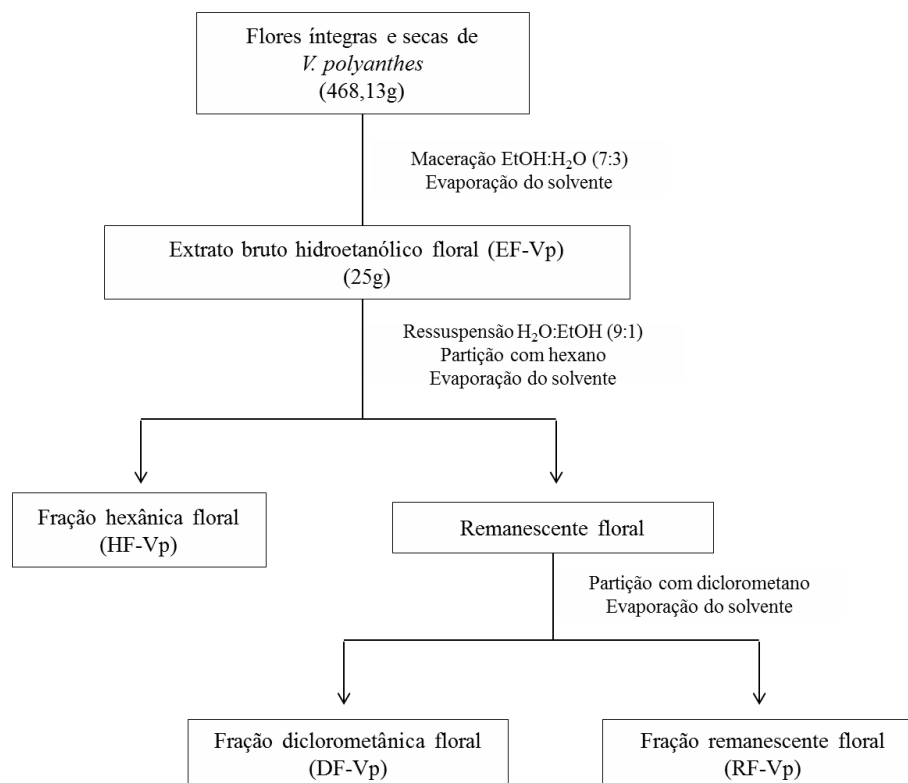 Flores íntegras e secas de
V. polyanthes
(468,13g)
Maceração EtOH:H₂O (7:3)
Evaporação do solvente
Extrato bruto hidroetanólico floral (EF-Vp)
(25g)
Ressuspensão H₂O:EtOH (9:1)
Partição com hexano
Evaporação do solvente
Fração hexânica floral
(HF-Vp)
Remanescente floral
Partição com diclorometano
Evaporação do solvente
Fração diclorometânica floral
(DF-Vp)
Fração remanescente floral
(RF-Vp)